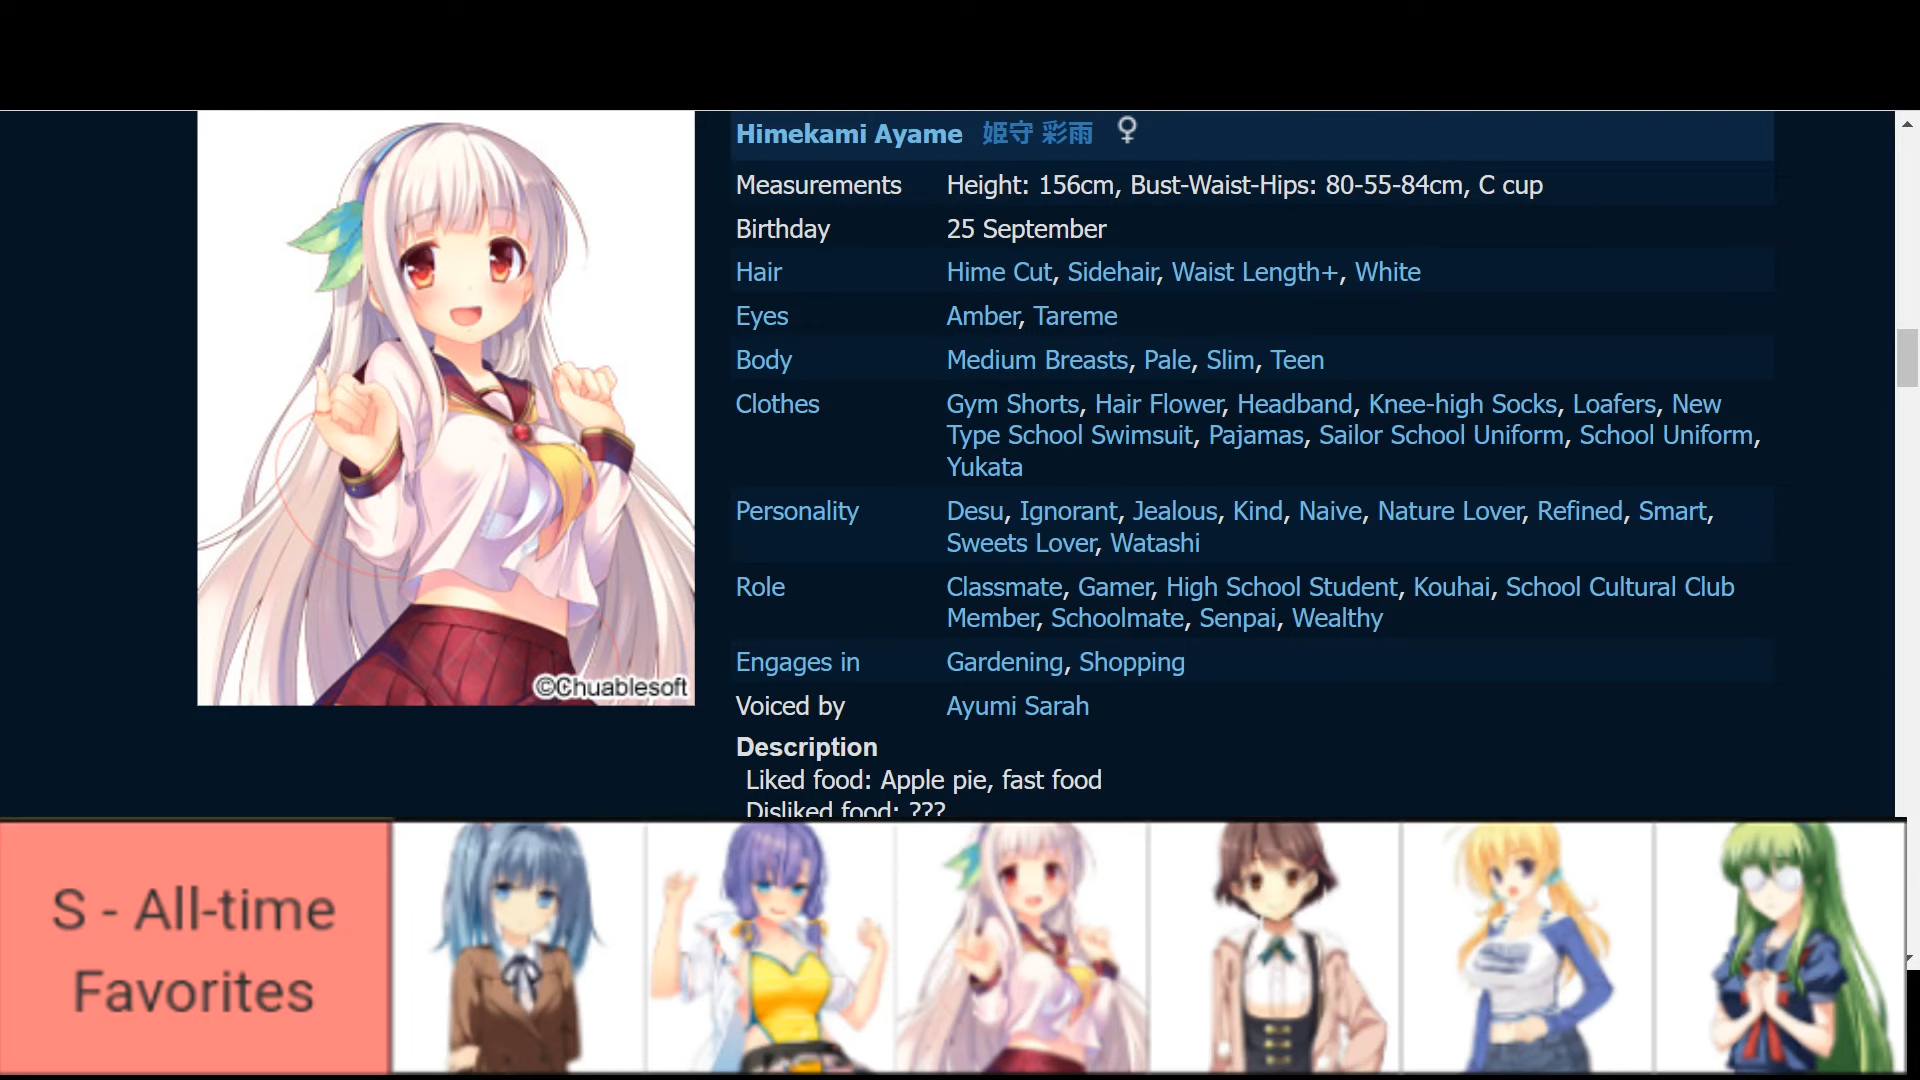 Himekami Ayame 姫守 彩雨 ♀
Measurements Height: 156cm, Bust-Waist-Hips: 80-55-84cm, C cup
Birthday 25 September
Hair Hime Cut, Sidehair, Waist Length+, White
Eyes Amber, Tareme
Body Medium Breasts, Pale, Slim, Teen
Clothes Gym Shorts, Hair Flower, Headband, Knee-high Socks, Loafers, New
Type School Swimsuit, Pajamas, Sailor School Uniform, School Uniform,
Yukata
Personality Desu, Ignorant, Jealous, Kind, Naive, Nature Lover, Refined, Smart,
Sweets Lover, Watashi
Role Classmate, Gamer, High School Student, Kouhai, School Cultural Club
Member, Schoolmate, Senpai, Wealthy
Engages in Gardening, Shopping
©Chuablesoft
Voiced by Ayumi Sarah
Description
Liked food: Apple pie, fast food
Disliked food: ???
S - All-time
Favorites